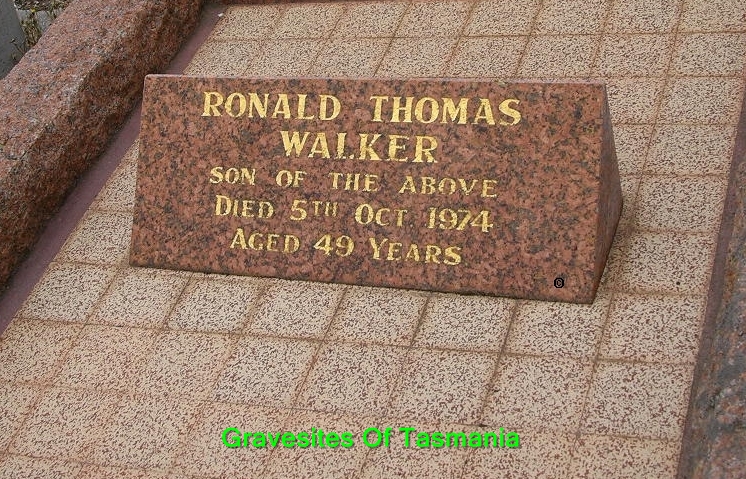 RONALD THOMAS
WALKER
SON OF THE ABOVE
DIED 5TH OCT. 1974
AGED 49 YEARS
Gravesites Of Tasmania